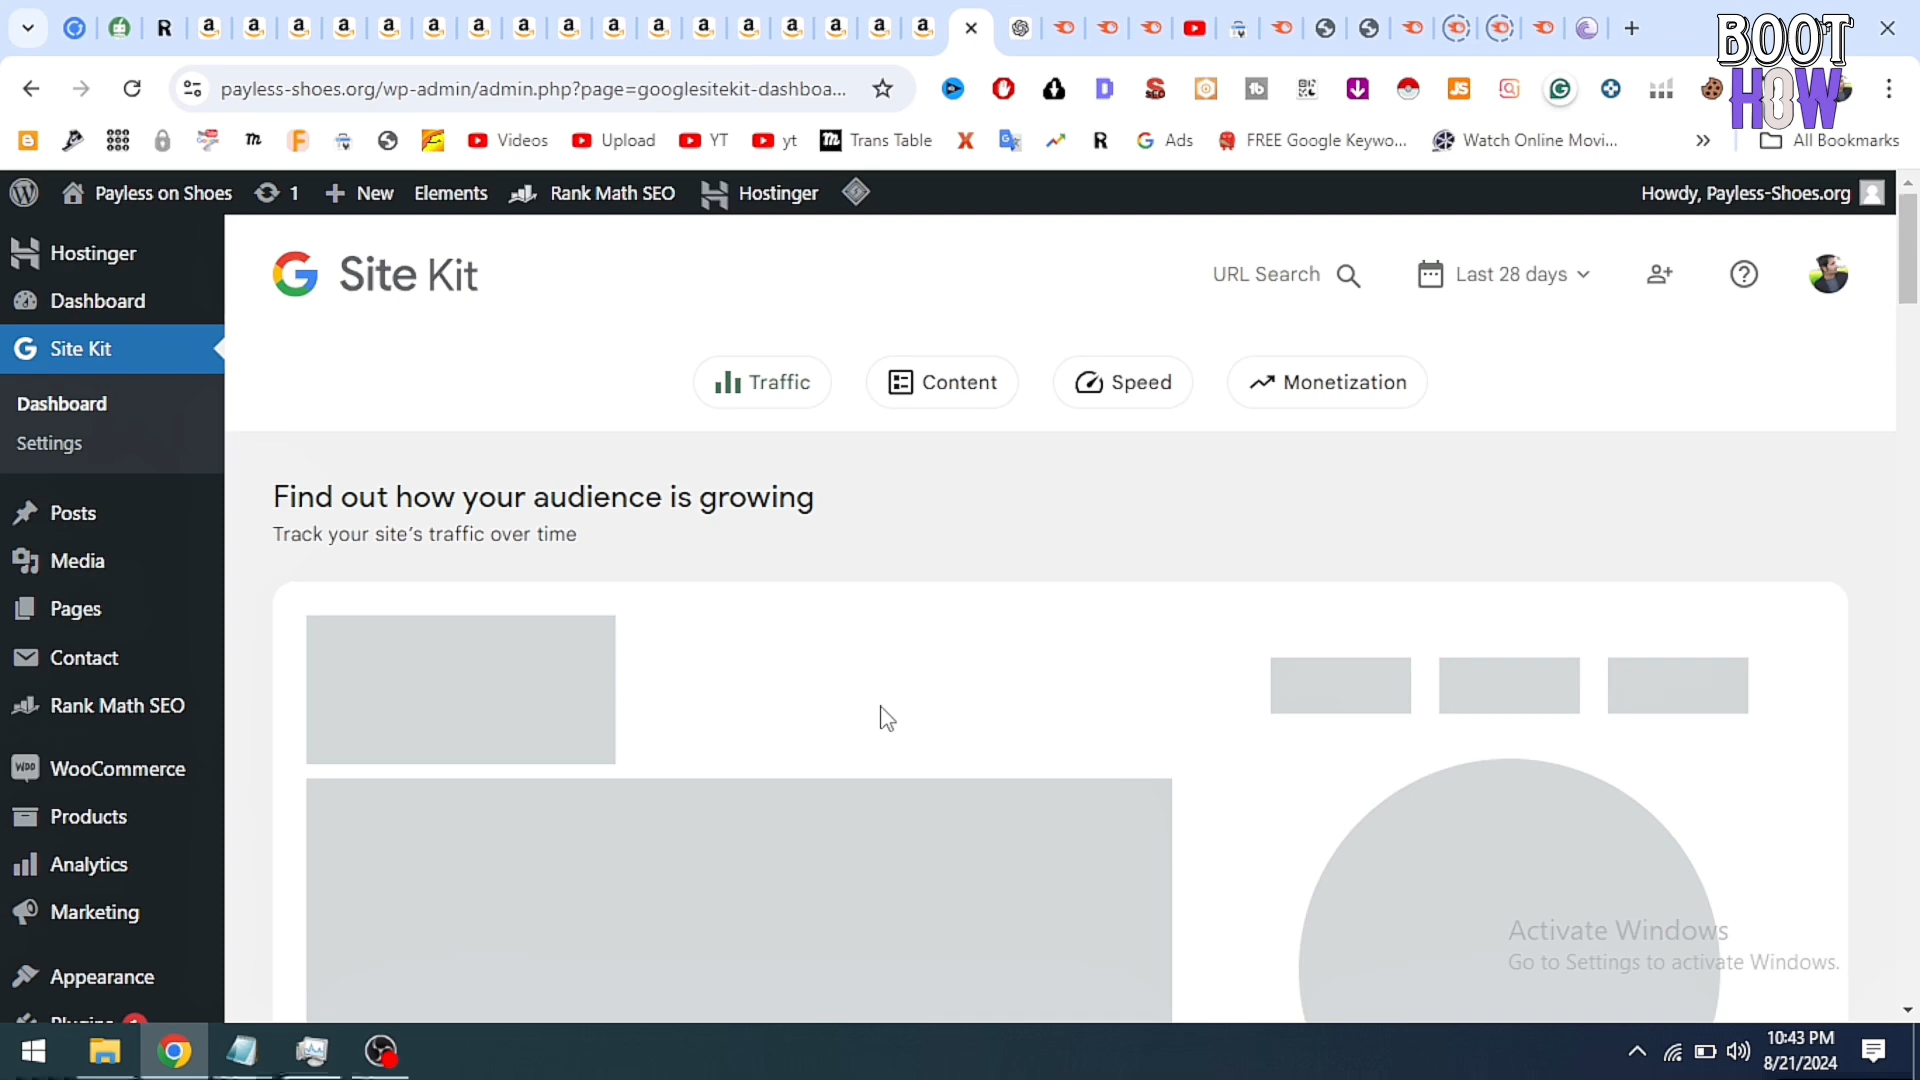 BOOT
HOW
payless-shoes.org/wp-admin/admin.php?page=googlesitekit-dashboa...
Videos
Upload
YT
yt
Trans Table
Ads
FREE Google Keywo...
Watch Online Movi...
All Bookmarks
Payless on Shoes
1
New
Elements
Rank Math SEO
Hostinger
Howdy, Payless-Shoes.org
Hostinger
Dashboard
Site Kit
Dashboard
Settings
Posts
Media
Pages
Contact
Rank Math SEO
WooCommerce
Products
Analytics
Marketing
Appearance
Site Kit
URL Search
Last 28 days
Traffic
Content
Speed
Monetization
Find out how your audience is growing
Track your site's traffic over time
Activate Windows
Go to Settings to activate Windows.
10:43 PM
8/21/2024